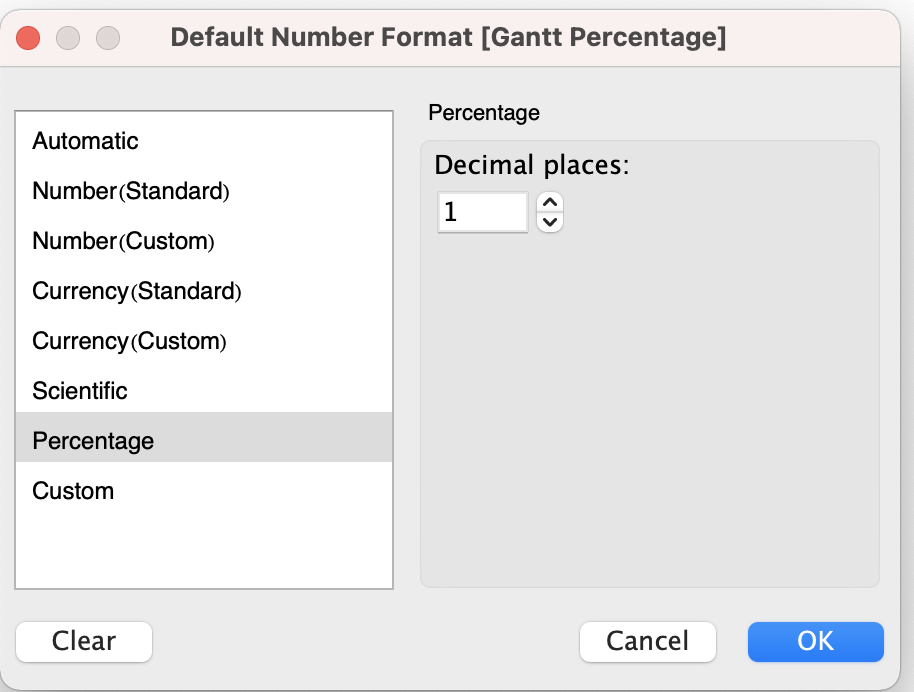 Default Number Format [Gantt Percentage]
Automatic
Number(Standard)
Number(Custom)
Currency(Standard)
Currency(Custom)
Scientific
Percentage
Custom
Percentage
Decimal places:
1
Clear
Cancel
OK